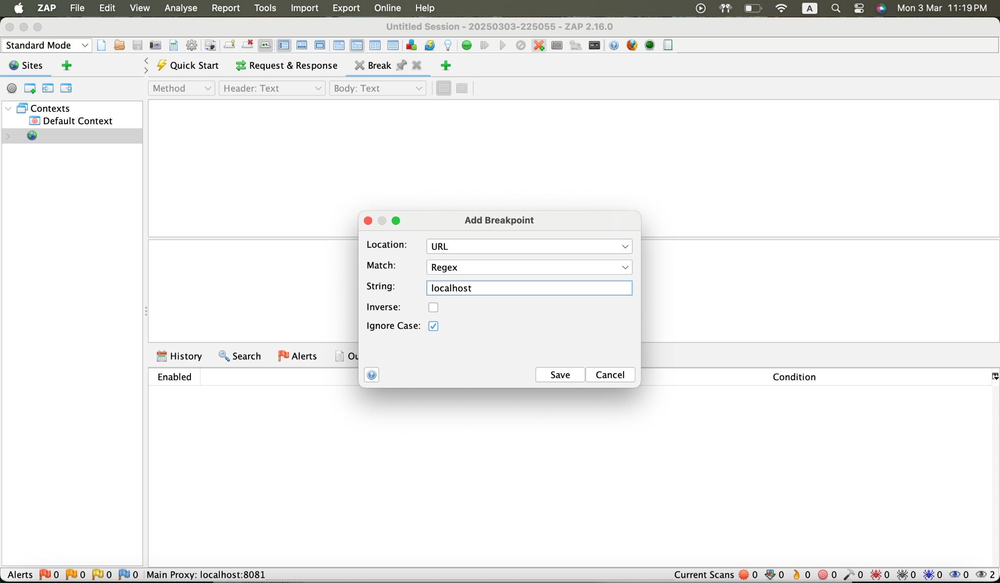 ZAP File Edit View Analyse Report Tools Import Export Online Help A Mon 3 Mar 11:19 PM
Untitled Session - 20250303-225055 - ZAP 2.16.0
Standard Mode
Sites Quick Start Request & Response Break
Method Header: Text Body: Text
Contexts
Default Context
Add Breakpoint
Location: URL
Match: Regex
String: localhost
Inverse:
Ignore Case:
Save Cancel
History Search Alerts Ou
Enabled Condition
Alerts 0 0 0 0 Main Proxy: localhost:8081 Current Scans 0 0 0 0 0 0 0 0 0 2